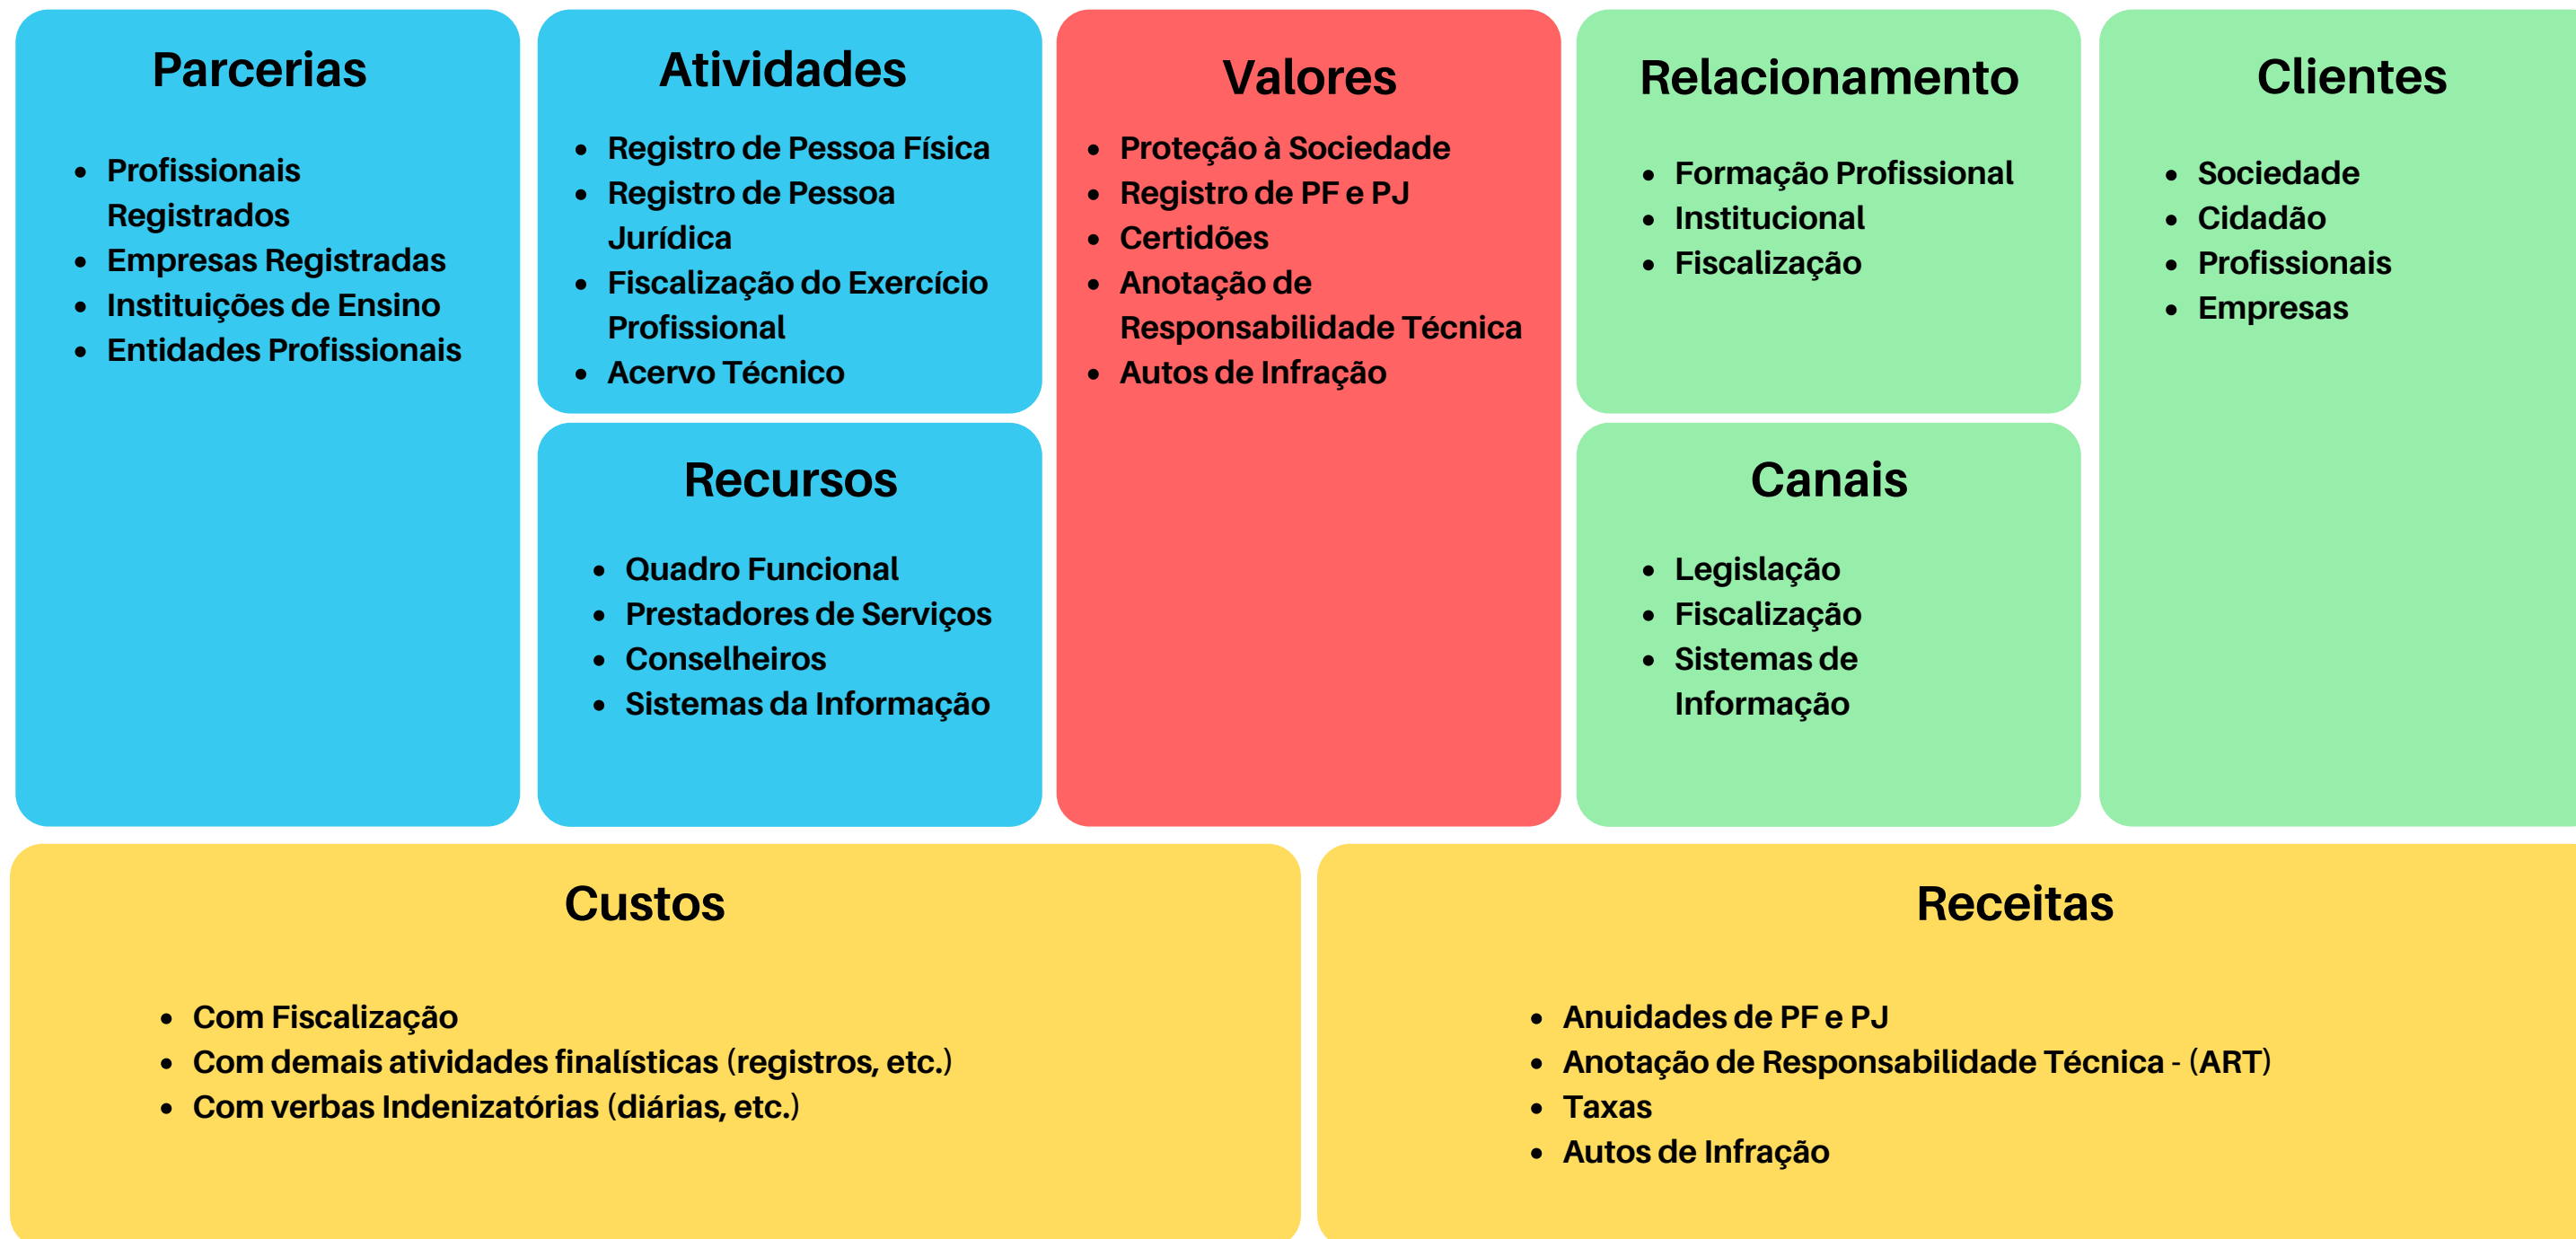 Parcerias
• Profissionais
Registrados
• Empresas Registradas
• Instituições de Ensino
• Entidades Profissionais
Atividades
• Registro de Pessoa Física
• Registro de Pessoa
Jurídica
• Fiscalização do Exercício
Profissional
• Acervo Técnico
Recursos
• Quadro Funcional
• Prestadores de Serviços
• Conselheiros
• Sistemas da Informação
Valores
• Proteção à Sociedade
• Registro de PF e PJ
• Certidões
• Anotação de
Responsabilidade Técnica
• Autos de Infração
Relacionamento
• Formação Profissional
• Institucional
• Fiscalização
Canais
• Legislação
• Fiscalização
• Sistemas de
Informação
Clientes
• Sociedade
• Cidadão
• Profissionais
• Empresas
Custos
• Com Fiscalização
• Com demais atividades finalísticas (registros, etc.)
• Com verbas Indenizatórias (diárias, etc.)
Receitas
• Anuidades de PF e PJ
• Anotação de Responsabilidade Técnica - (ART)
• Taxas
• Autos de Infração